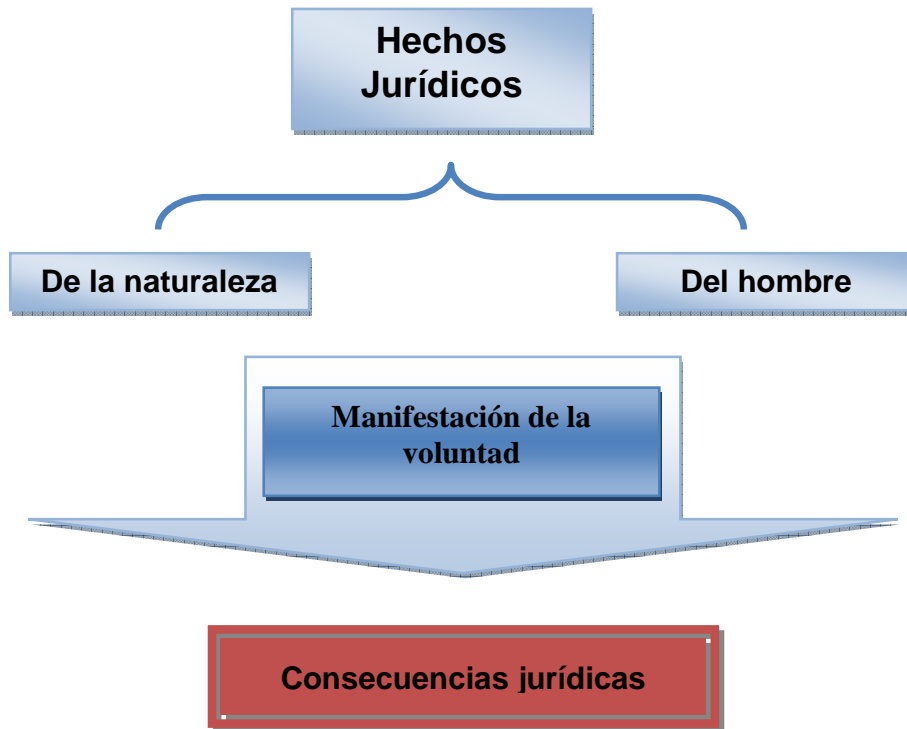 Hechos
Jurídicos
De la naturaleza
Del hombre
Manifestación de la
voluntad
Consecuencias jurídicas